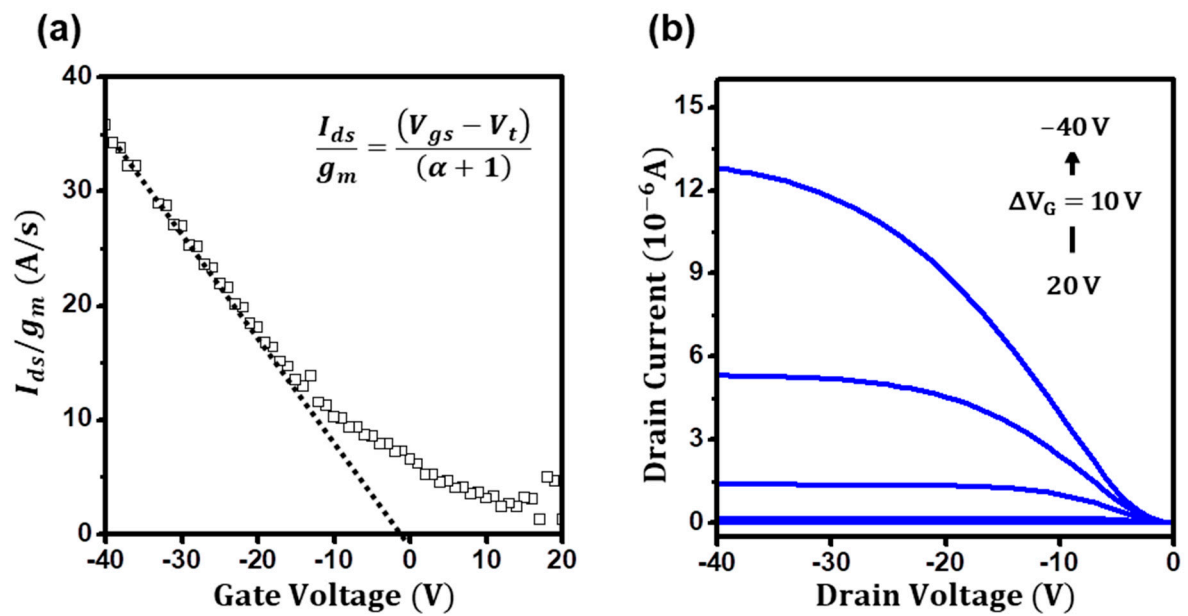 (a)
40
30
20
10
0
-40 -30 -20 -10 0 10 20
Gate Voltage (V)
I_ds/g_m (A/s)
I_ds/g_m = (V_gs − V_t)/(α + 1)
(b)
15
12
9
6
3
0
-40 -30 -20 -10 0
Drain Voltage (V)
Drain Current (10⁻⁶A)
−40 V
ΔV_G = 10 V
20 V